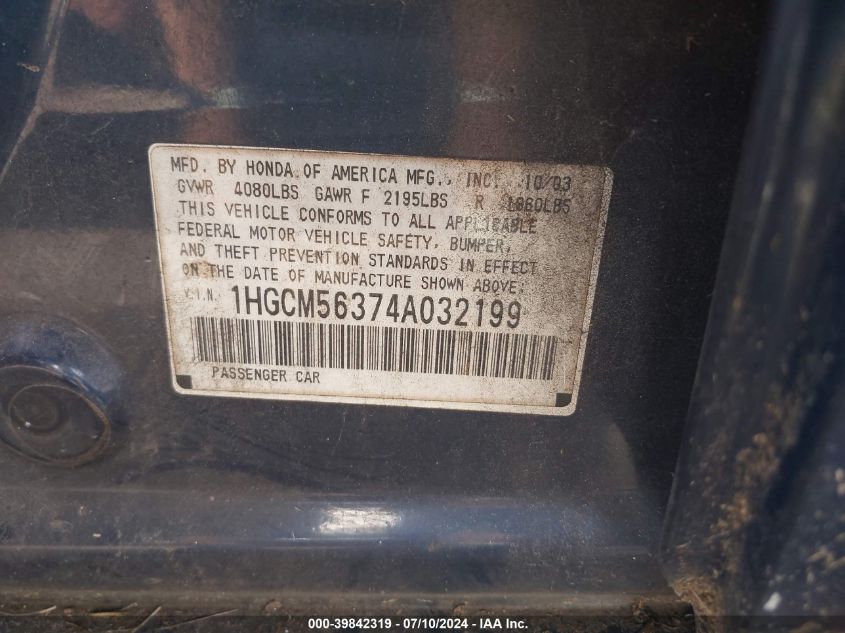 MFD. BY HONDA OF AMERICA MFG., INC. 10/03
GVWR 4080LBS GAWR F 2195LBS R 1880LBS
THIS VEHICLE CONFORMS TO ALL APPLICABLE
FEDERAL MOTOR VEHICLE SAFETY, BUMPER,
AND THEFT PREVENTION STANDARDS IN EFFECT
ON THE DATE OF MANUFACTURE SHOWN ABOVE.
V.I.N. 1HGCM56374A032199
PASSENGER CAR
000-39842319 - 07/10/2024 - IAA Inc.